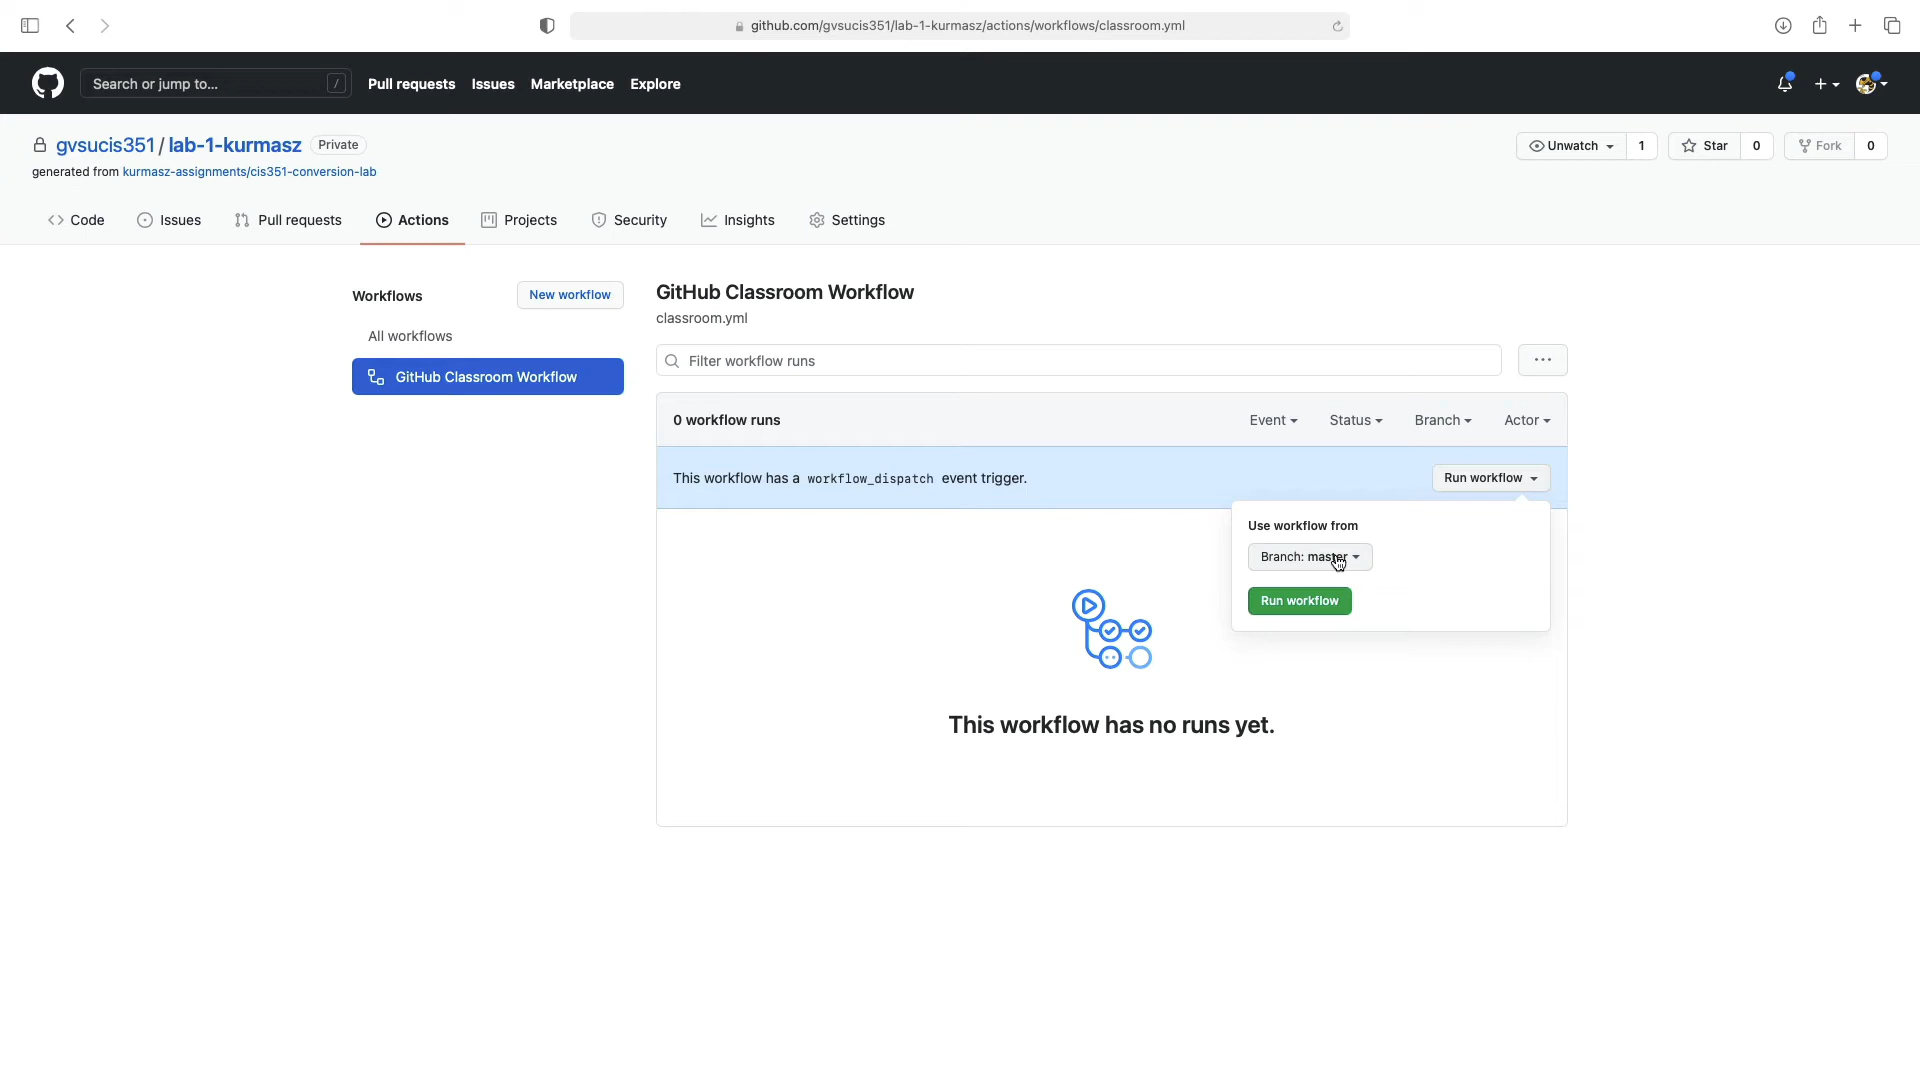 github.com/gvsucis351/lab-1-kurmasz/actions/workflows/classroom.yml
Search or jump to... /
Pull requests Issues Marketplace Explore
gvsucis351 / lab-1-kurmasz Private
Unwatch 1 Star 0 Fork 0
generated from kurmasz-assignments/cis351-conversion-lab
Code Issues Pull requests Actions Projects Security Insights Settings
Workflows
New workflow
All workflows
GitHub Classroom Workflow
GitHub Classroom Workflow
classroom.yml
Filter workflow runs
0 workflow runs
Event Status Branch Actor
This workflow has a workflow_dispatch event trigger.
Run workflow
Use workflow from
Branch: master
Run workflow
This workflow has no runs yet.